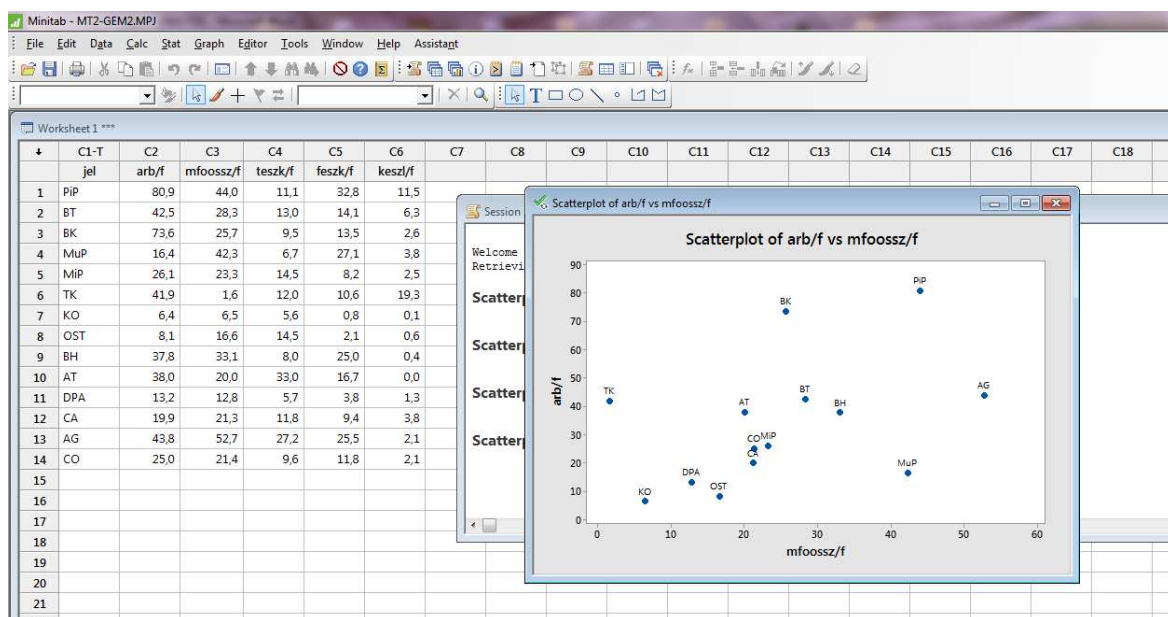 Minitab - MT2-GEM2.MPJ
File Edit Data Calc Stat Graph Editor Tools Window Help Assistant
Worksheet 1 ***
C1-T C2 C3 C4 C5 C6 C7 C8 C9 C10 C11 C12 C13 C14 C15 C16 C17 C18
jel arb/f mfoossz/f teszk/f feszk/f keszl/f
1 PiP 80,9 44,0 11,1 32,8 11,5
2 BT 42,5 28,3 13,0 14,1 6,3
3 BK 73,6 25,7 9,5 13,5 2,6
4 MuP 16,4 42,3 6,7 27,1 3,8
5 MiP 26,1 23,3 14,5 8,2 2,5
6 TK 41,9 1,6 12,0 10,6 19,3
7 KO 6,4 6,5 5,6 0,8 0,1
8 OST 8,1 16,6 14,5 2,1 0,6
9 BH 37,8 33,1 8,0 25,0 0,4
10 AT 38,0 20,0 33,0 16,7 0,0
11 DPA 13,2 12,8 5,7 3,8 1,3
12 CA 19,9 21,3 11,8 9,4 3,8
13 AG 43,8 52,7 27,2 25,5 2,1
14 CO 25,0 21,4 9,6 11,8 2,1
15
16
17
18
19
20
21
Session
Welcome
Retrievi
Scatter
Scatter
Scatter
Scatter
Scatterplot of arb/f vs mfoossz/f
Scatterplot of arb/f vs mfoossz/f
90
80
70
60
50
40
30
20
10
0
arb/f
PiP
BK
TK
AG
BT
AT
BH
CO
MiP
CA
MuP
DPA
OST
KO
0 10 20 30 40 50 60
mfoossz/f